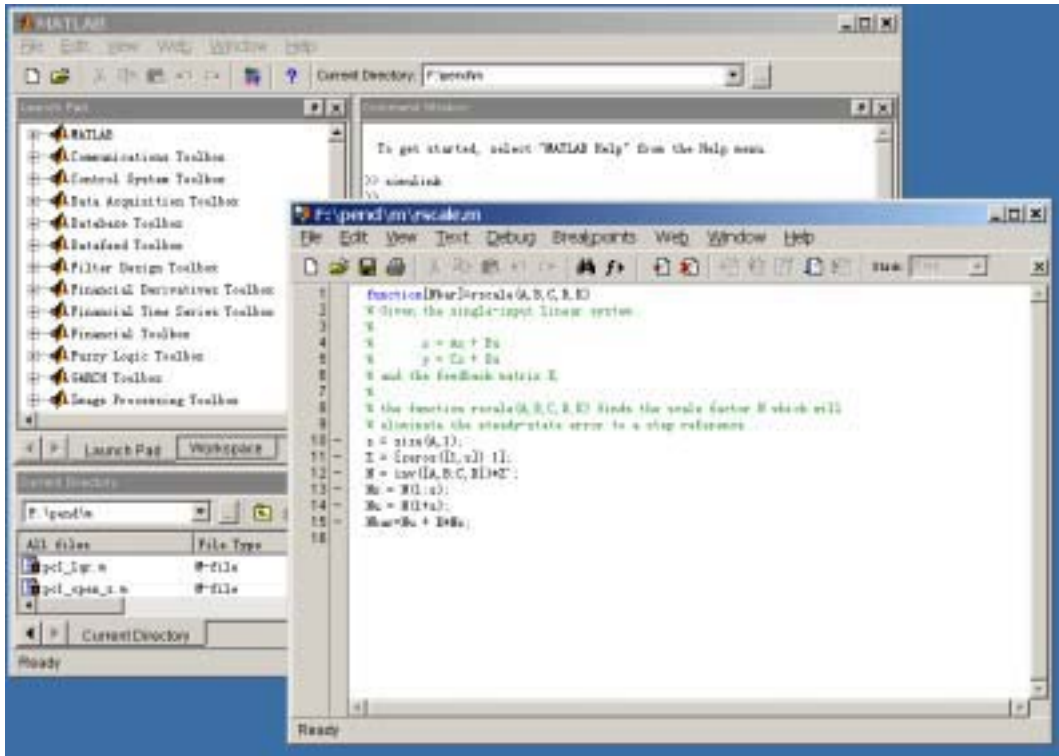 MATLAB
File Edit View Web Window Help
Current Directory: F:\pend\m
Launch Pad
Command Window
MATLAB
Communications Toolbox
Control System Toolbox
Data Acquisition Toolbox
Database Toolbox
Datafeed Toolbox
Filter Design Toolbox
Financial Derivatives Toolbox
Financial Time Series Toolbox
Financial Toolbox
Fuzzy Logic Toolbox
GARCH Toolbox
Image Processing Toolbox
To get started, select "MATLAB Help" from the Help menu
>> simulink
>>
Launch Pad Workspace
Current Directory
F:\pend\m
All files File Type
M-file
M-file
Current Directory
Ready
F:\pend\m\rscale.m
File Edit View Text Debug Breakpoints Web Window Help
1 function[Nbar]=rscale(A,B,C,D,K)
2 % Given the single-input linear system
3 %
4 % x = Ax + Bu
5 % y = Cx + Du
6 % and the feedback matrix K,
7 %
8 % the function rscale(A,B,C,D,K) finds the scale factor N which will
9 % eliminate the steady-state error to a step reference
10 s = size(A,1);
11 Z = [zeros([1,s]) 1];
12 N = inv([A,B;C,D])*Z';
13 Nx = N(1:s);
14 Nu = N(1+s);
15 Nbar=Nu + K*Nx;
16
Ready